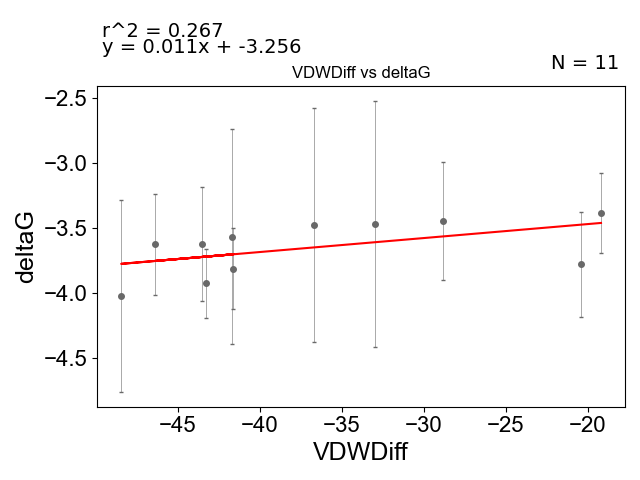 r^2 = 0.267
y = 0.011x + -3.256
N = 11
VDWDiff vs deltaG
−2.5
−3.0
−3.5
−4.0
−4.5
deltaG
−45
−40
−35
−30
−25
−20
VDWDiff